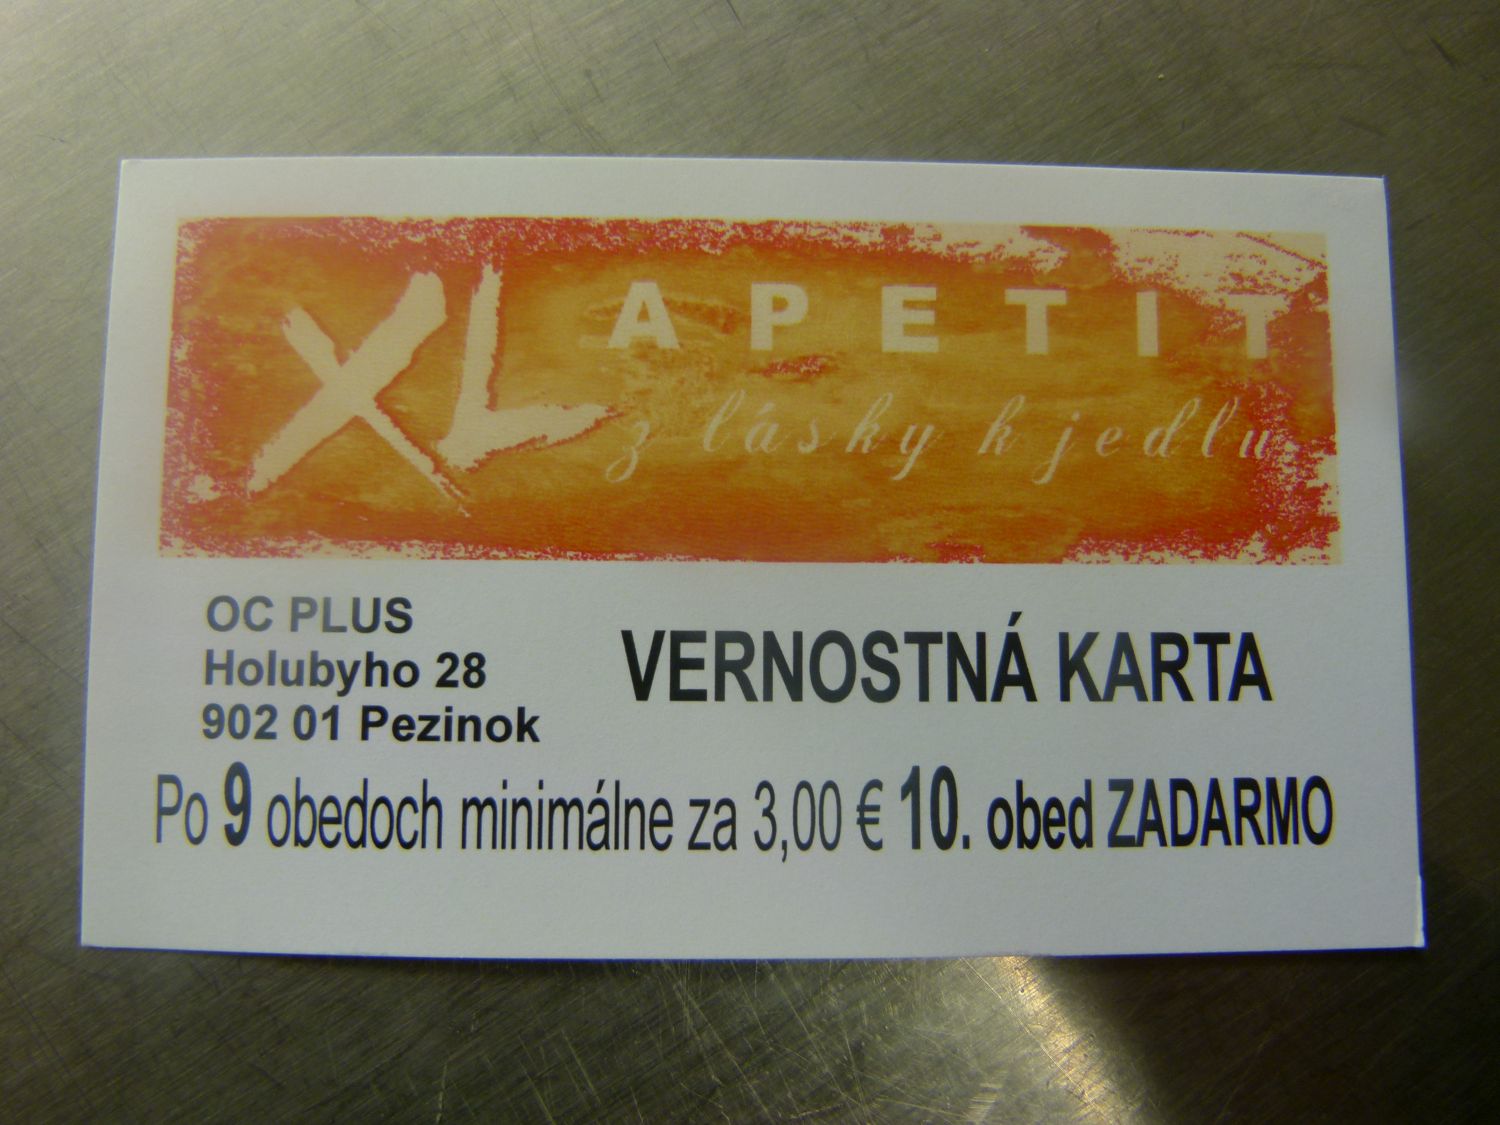 XL APETIT
z lásky k jedlu
OC PLUS
Holubyho 28
902 01 Pezinok
VERNOSTNÁ KARTA
Po 9 obedoch minimálne za 3,00 € 10. obed ZADARMO